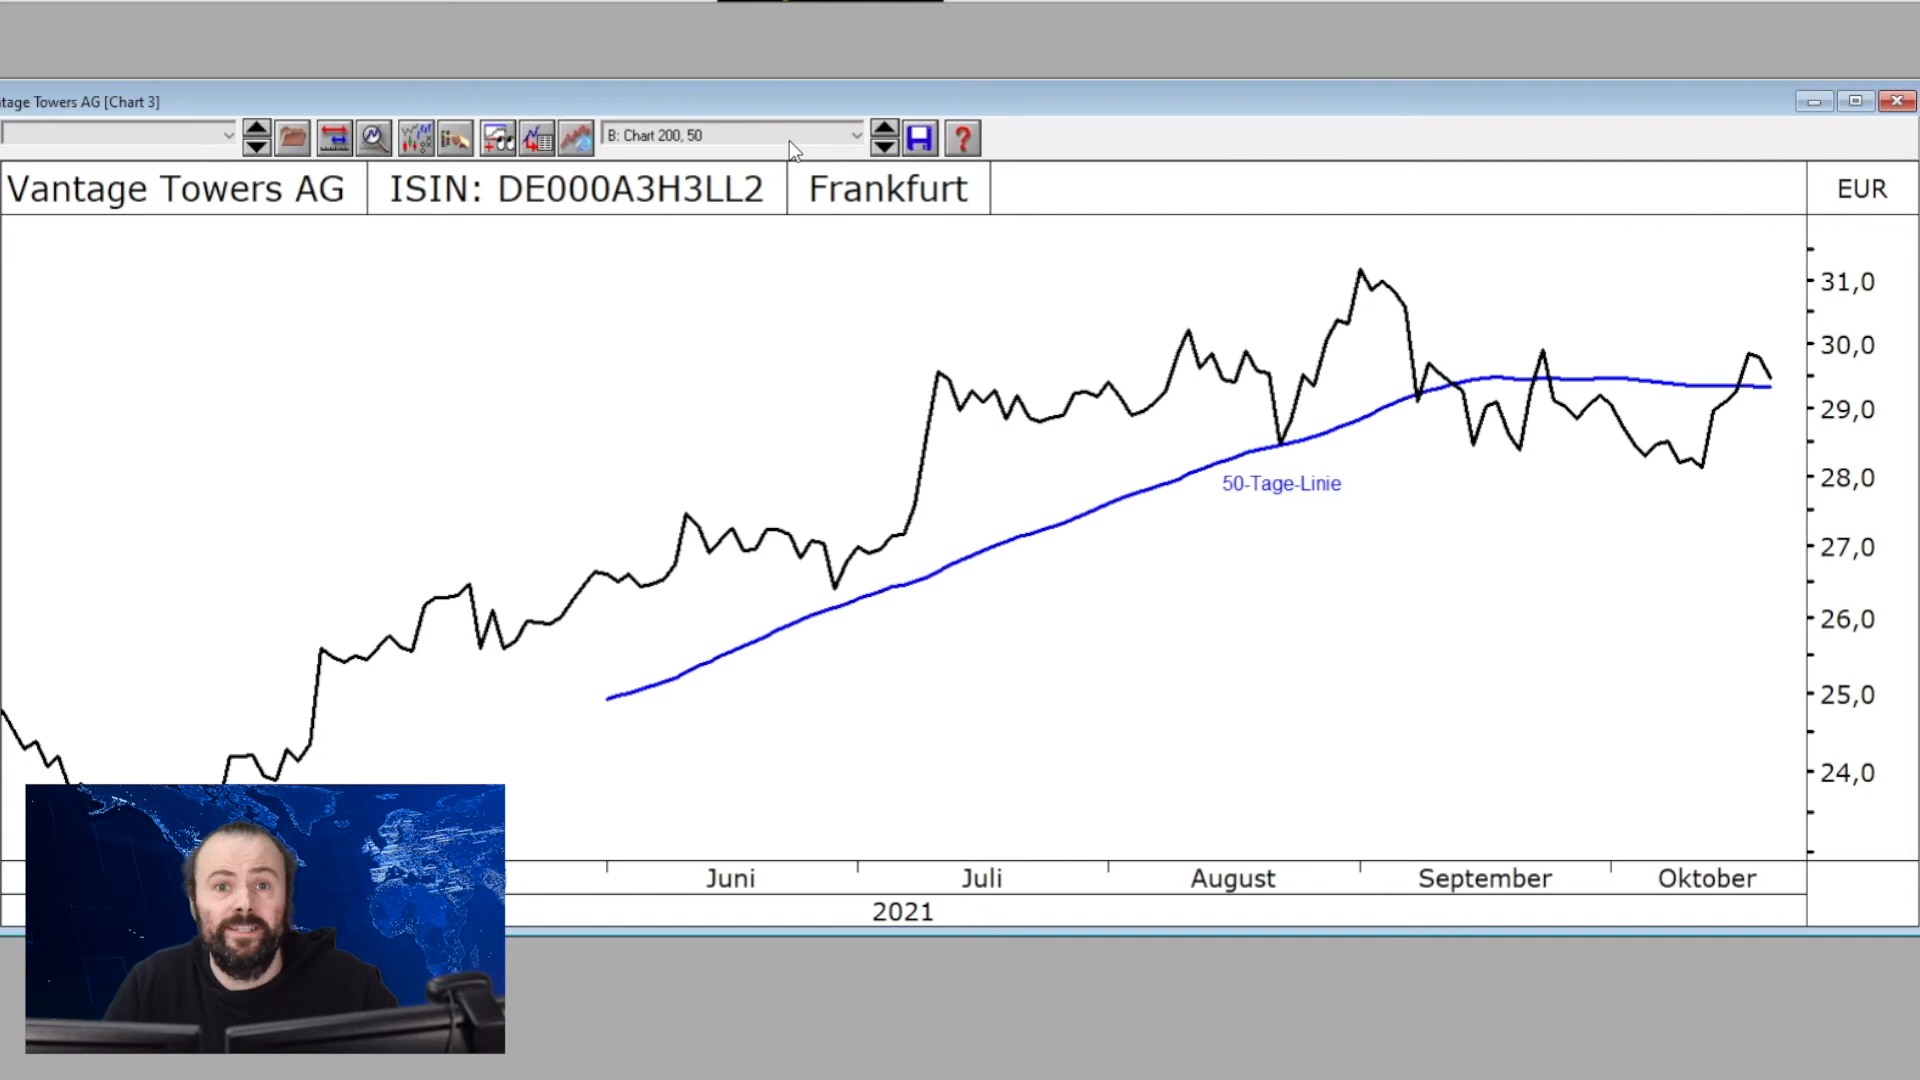 tage Towers AG [Chart 3]
B: Chart 200, 50
?
Vantage Towers AG ISIN: DE000A3H3LL2 Frankfurt EUR
31,0
30,0
29,0
28,0
50-Tage-Linie
27,0
26,0
25,0
24,0
Juni Juli August September Oktober
2021